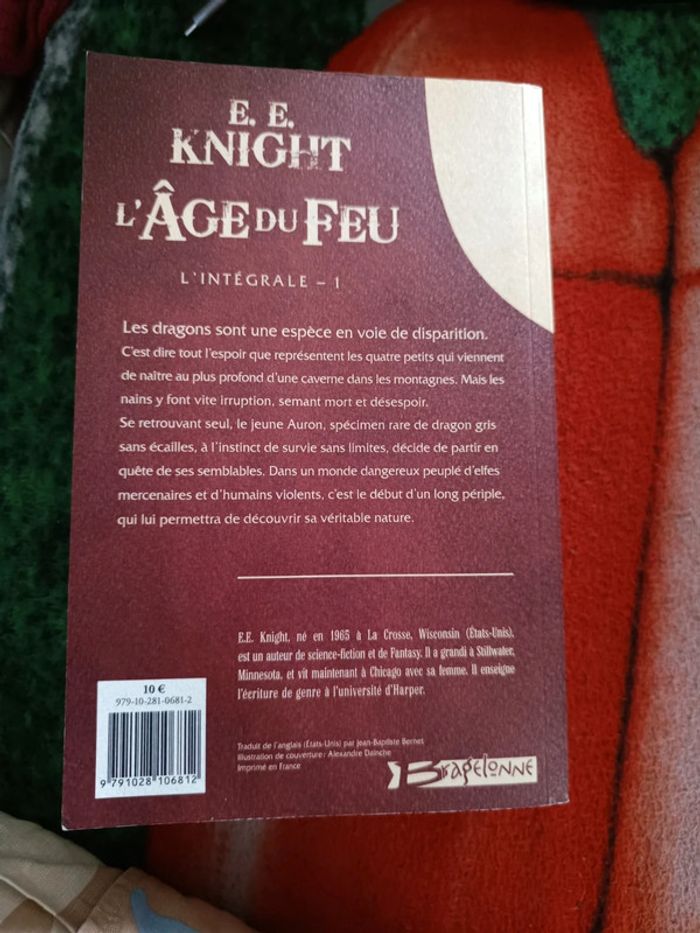 E. E.
KNIGHT
L'ÂGE DU FEU
L'INTÉGRALE – 1
Les dragons sont une espèce en voie de disparition.
C'est dire tout l'espoir que représentent les quatre petits qui viennent
de naître au plus profond d'une caverne dans les montagnes. Mais les
nains y font vite irruption, semant mort et désespoir.
Se retrouvant seul, le jeune Auron, spécimen rare de dragon gris
sans écailles, à l'instinct de survie sans limites, décide de partir en
quête de ses semblables. Dans un monde dangereux peuplé d'elfes
mercenaires et d'humains violents, c'est le début d'un long périple,
qui lui permettra de découvrir sa véritable nature.
E.E. Knight, né en 1965 à La Crosse, Wisconsin (États-Unis),
est un auteur de science-fiction et de Fantasy. Il a grandi à Stillwater,
Minnesota, et vit maintenant à Chicago avec sa femme. Il enseigne
l'écriture de genre à l'université d'Harper.
10 €
979-10-281-0681-2
9 791028 106812
Traduit de l'anglais (États-Unis) par Jean-Baptiste Bernet
Illustration de couverture : Alexandre Dainche
Imprimé en France
BRAGELONNE